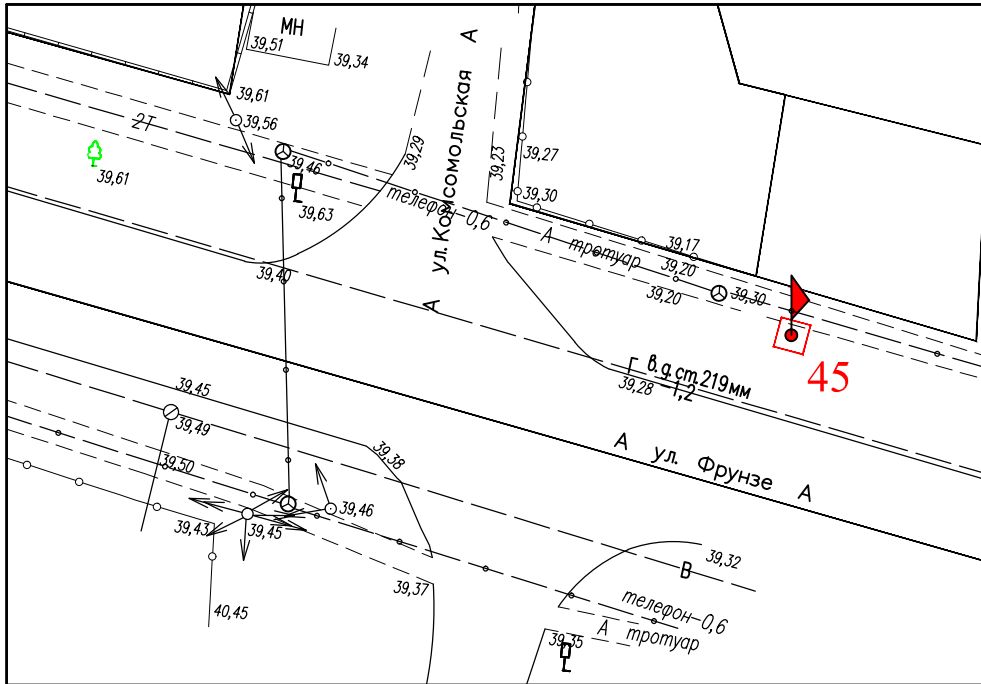 МН
39,51
39,34
А
39,61
39,56
2Т
39,46
39,61
39,63
39,29
ул. Комсомольская
39,23
39,27
39,30
телефон-0,6
А тротуар
39,17
39,20
39,20
39,30
39,40
А
45
Г
в.д.ст.219мм
-1,2
39,28
39,45
39,49
39,38
А ул. Фрунзе А
39,50
39,46
39,43
39,45
39,32
В
39,37
телефон-0,6
40,45
А тротуар
39,35